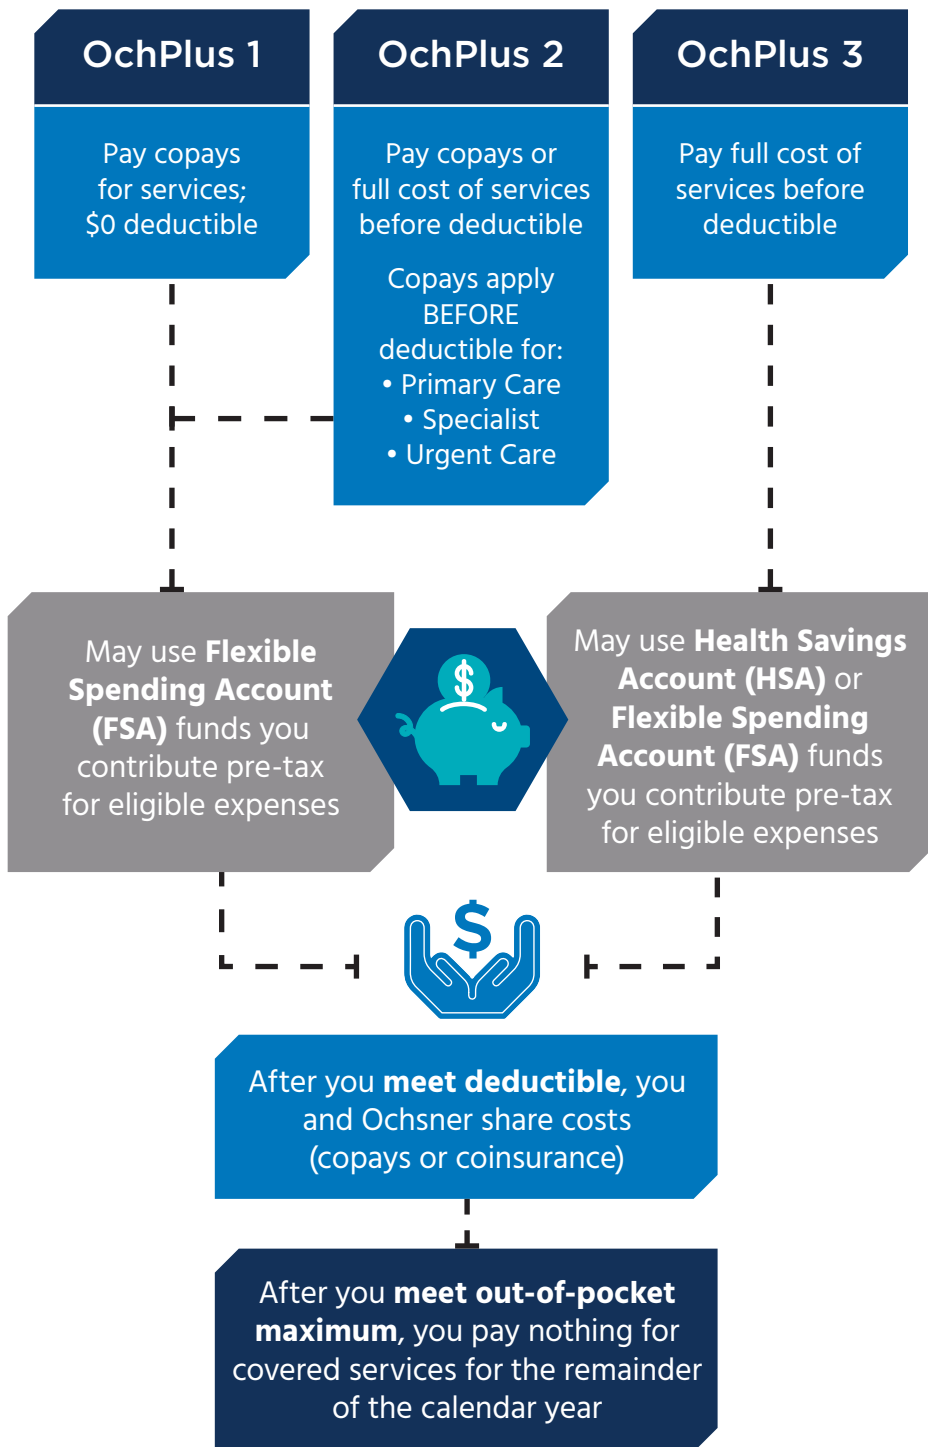 OchPlus 1
Pay copays
for services;
$0 deductible
OchPlus 2
Pay copays or
full cost of services
before deductible
Copays apply
BEFORE
deductible for:
• Primary Care
• Specialist
• Urgent Care
OchPlus 3
Pay full cost of
services before
deductible
May use Flexible
Spending Account
(FSA) funds you
contribute pre-tax
for eligible expenses
$
May use Health Savings
Account (HSA) or
Flexible Spending
Account (FSA) funds
you contribute pre-tax
for eligible expenses
$
After you meet deductible, you
and Ochsner share costs
(copays or coinsurance)
After you meet out-of-pocket
maximum, you pay nothing for
covered services for the remainder
of the calendar year